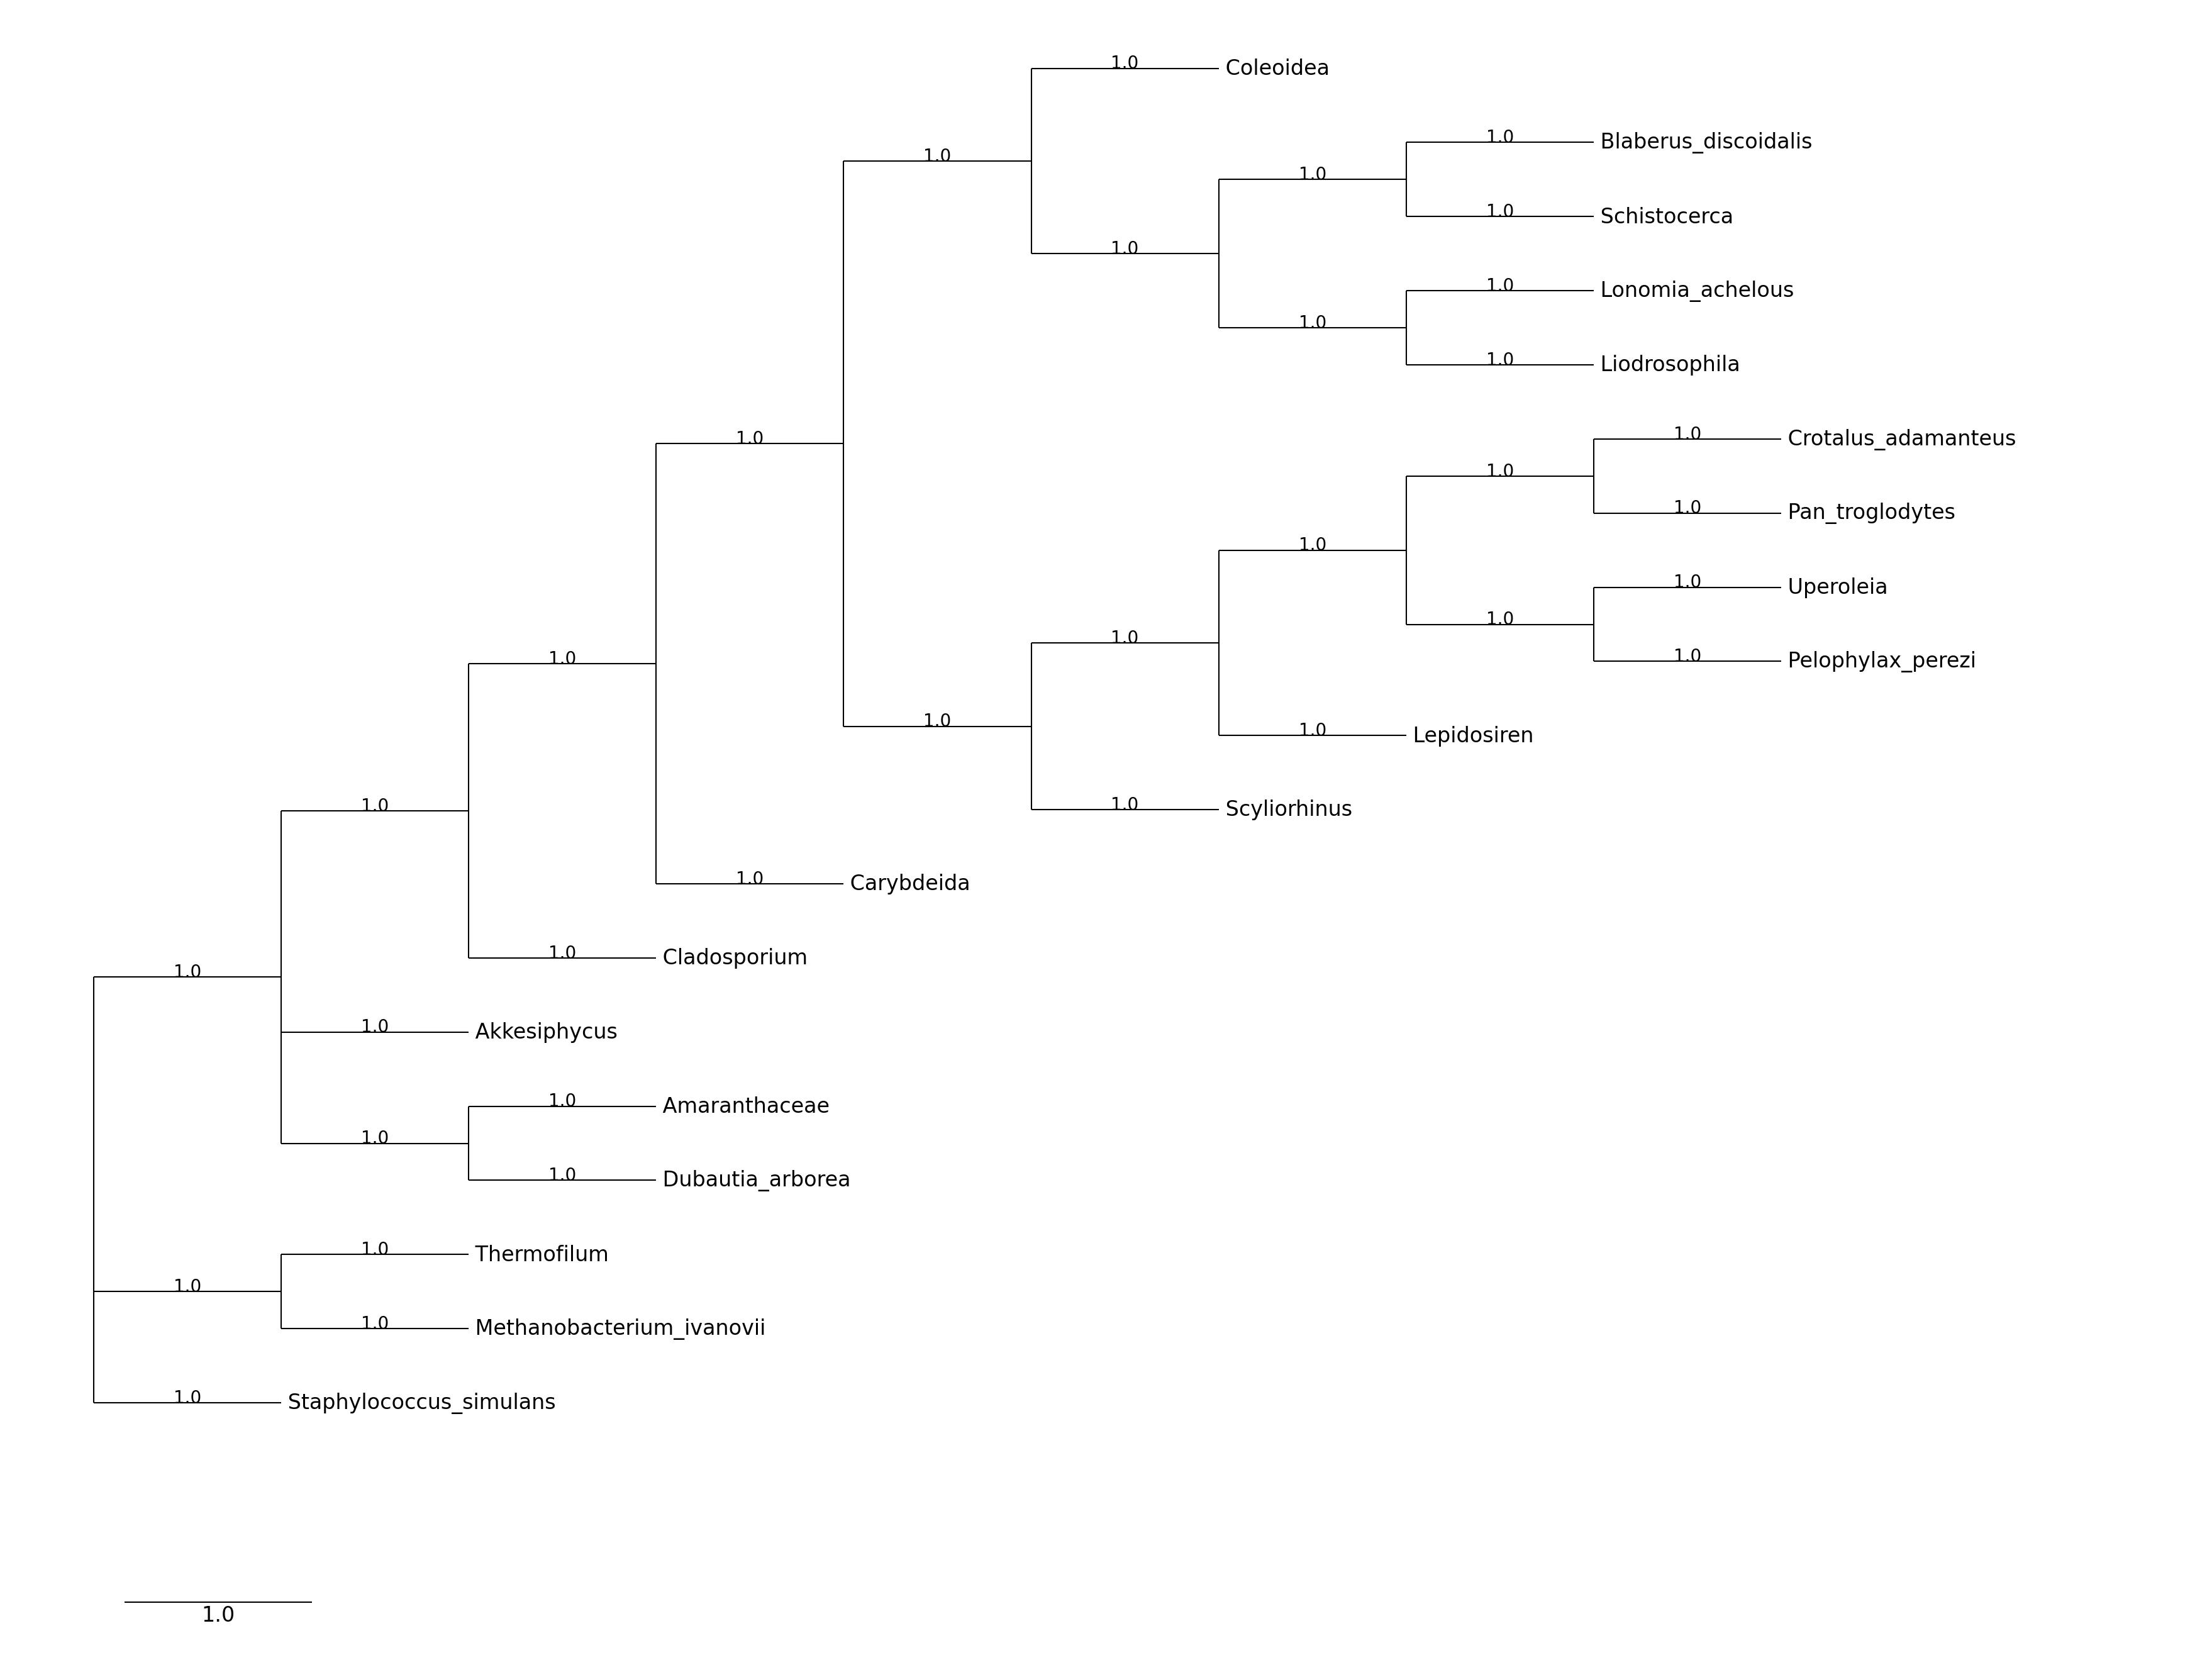 1.0 Coleoidea
1.0 Blaberus_discoidalis
1.0
1.0
1.0 Schistocerca
1.0
1.0 Lonomia_achelous
1.0
1.0 Liodrosophila
1.0 Crotalus_adamanteus
1.0
1.0
1.0 Pan_troglodytes
1.0
1.0 Uperoleia
1.0
1.0
1.0
1.0 Pelophylax_perezi
1.0
1.0 Lepidosiren
1.0 Scyliorhinus
1.0
1.0 Carybdeida
1.0 Cladosporium
1.0
1.0 Akkesiphycus
1.0 Amaranthaceae
1.0
1.0 Dubautia_arborea
1.0 Thermofilum
1.0
1.0 Methanobacterium_ivanovii
1.0 Staphylococcus_simulans
1.0